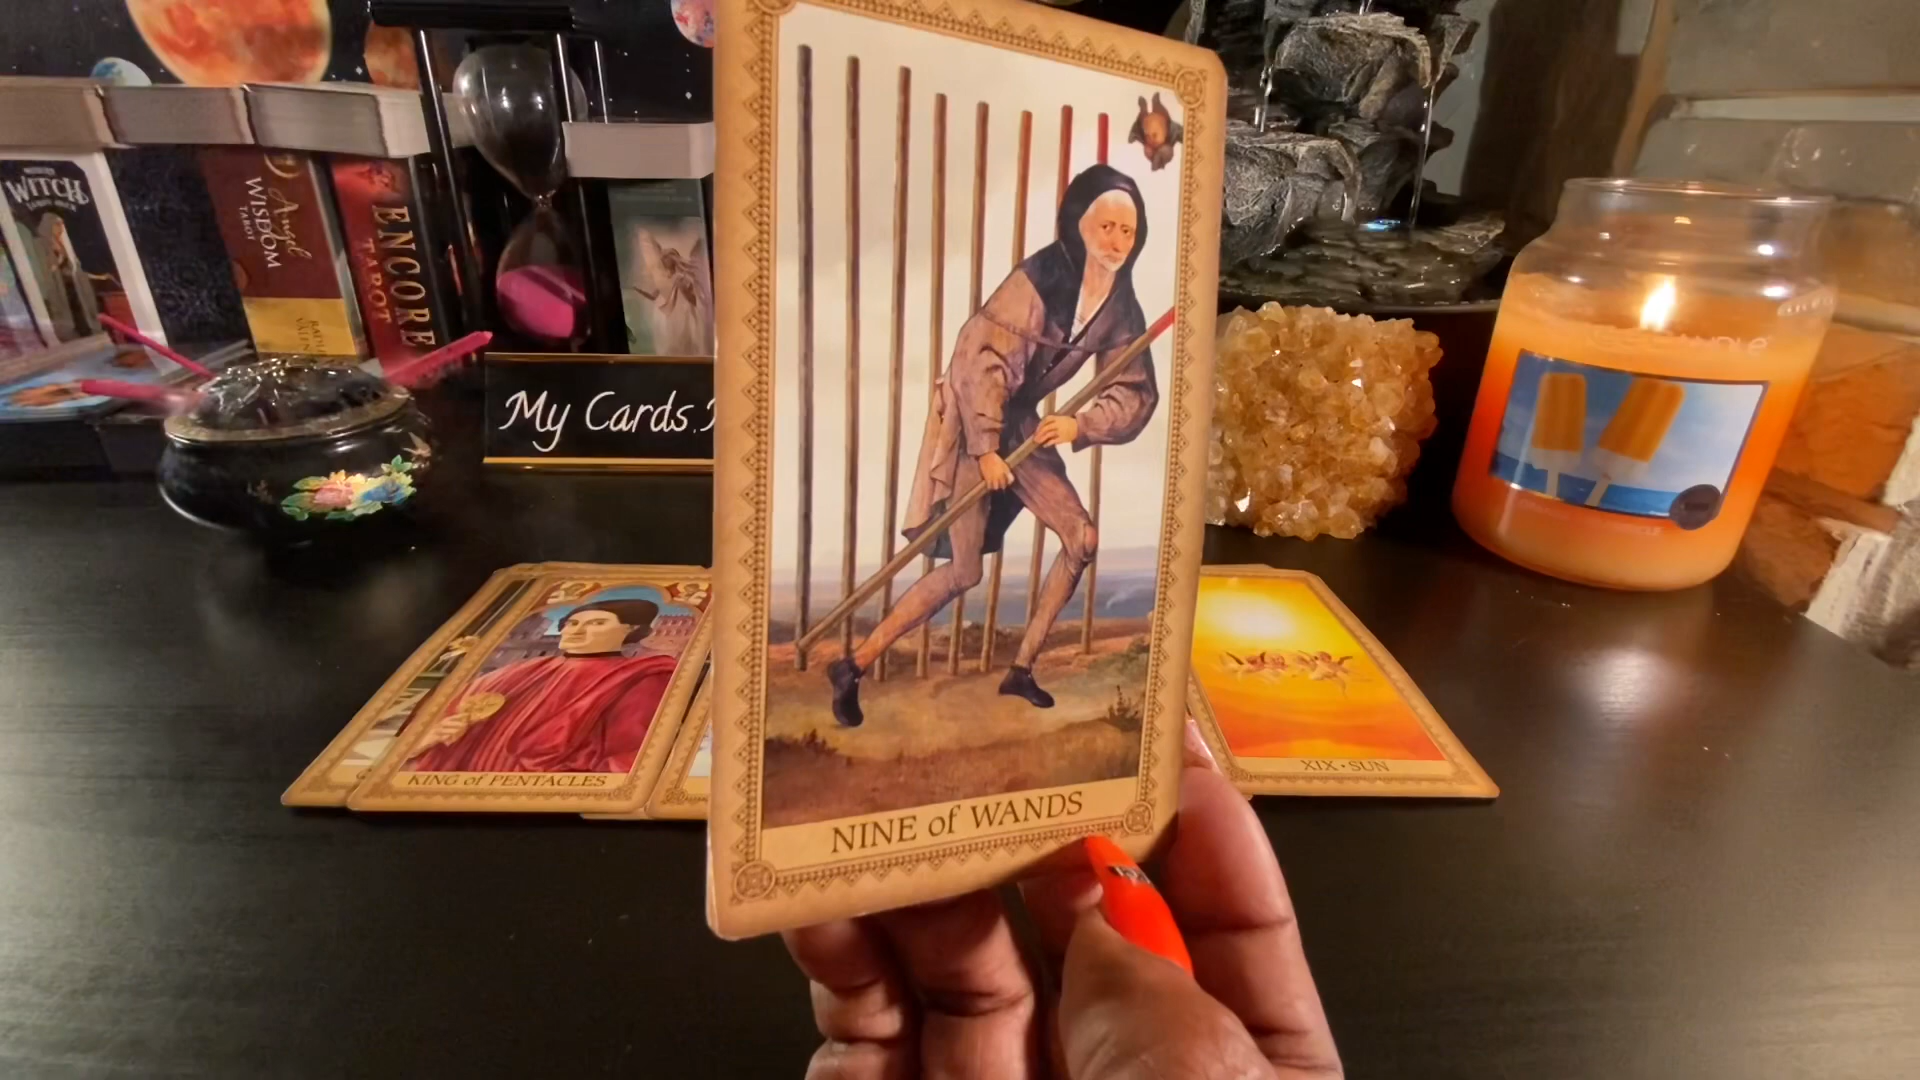 WITCH
Angel
WISDOM
TAROT
ENCORE
TAROT
My Cards.
NINE of WANDS
KING of PENTACLES
XIX • SUN